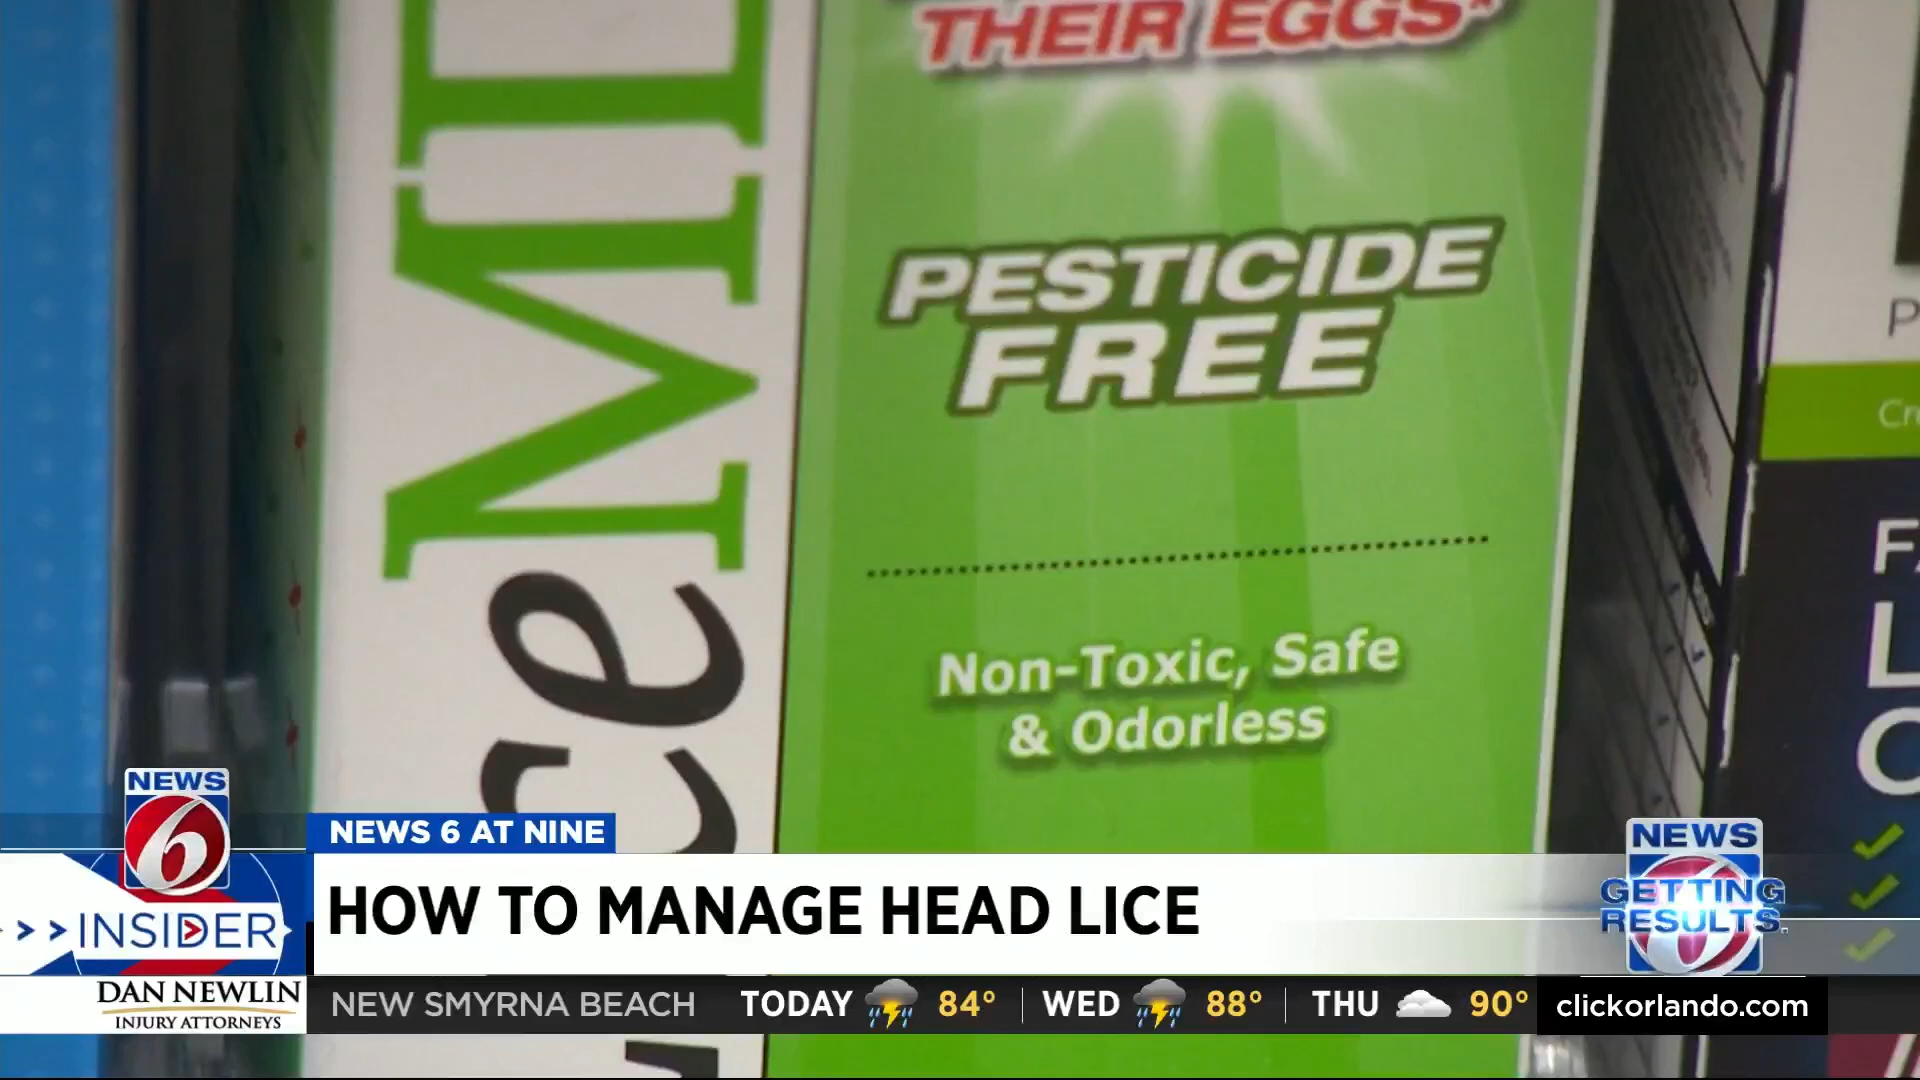 THEIR EGGS*
PESTICIDE
FREE
Non-Toxic, Safe
& Odorless
ceM
NEWS
6
NEWS 6 AT NINE
HOW TO MANAGE HEAD LICE
>> INSIDER
NEWS
GETTING
RESULTS
DAN NEWLIN
INJURY ATTORNEYS
NEW SMYRNA BEACH TODAY 84° WED 88° THU 90°
clickorlando.com